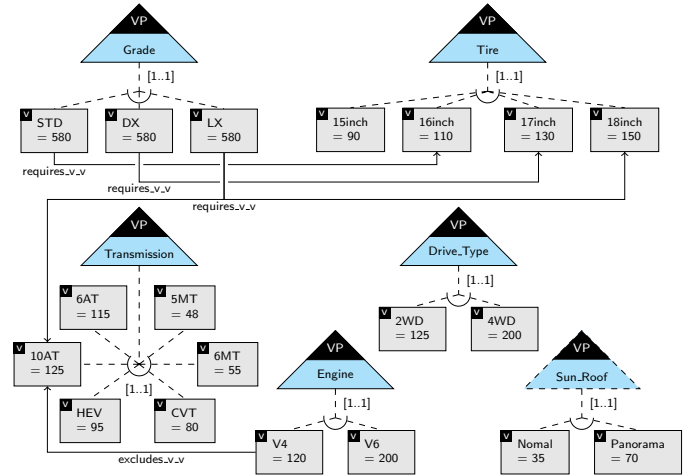 VP
Grade
[1..1]
V
STD
= 580
V
DX
= 580
V
LX
= 580
VP
Tire
[1..1]
V
15inch
= 90
V
16inch
= 110
V
17inch
= 130
V
18inch
= 150
requires_v_v
requires_v_v
requires_v_v
VP
Transmission
V
6AT
= 115
V
5MT
= 48
V
10AT
= 125
V
6MT
= 55
[1..1]
V
HEV
= 95
V
CVT
= 80
excludes_v_v
VP
Drive_Type
[1..1]
V
2WD
= 125
V
4WD
= 200
VP
Engine
[1..1]
V
V4
= 120
V
V6
= 200
VP
Sun_Roof
[1..1]
V
Nomal
= 35
V
Panorama
= 70